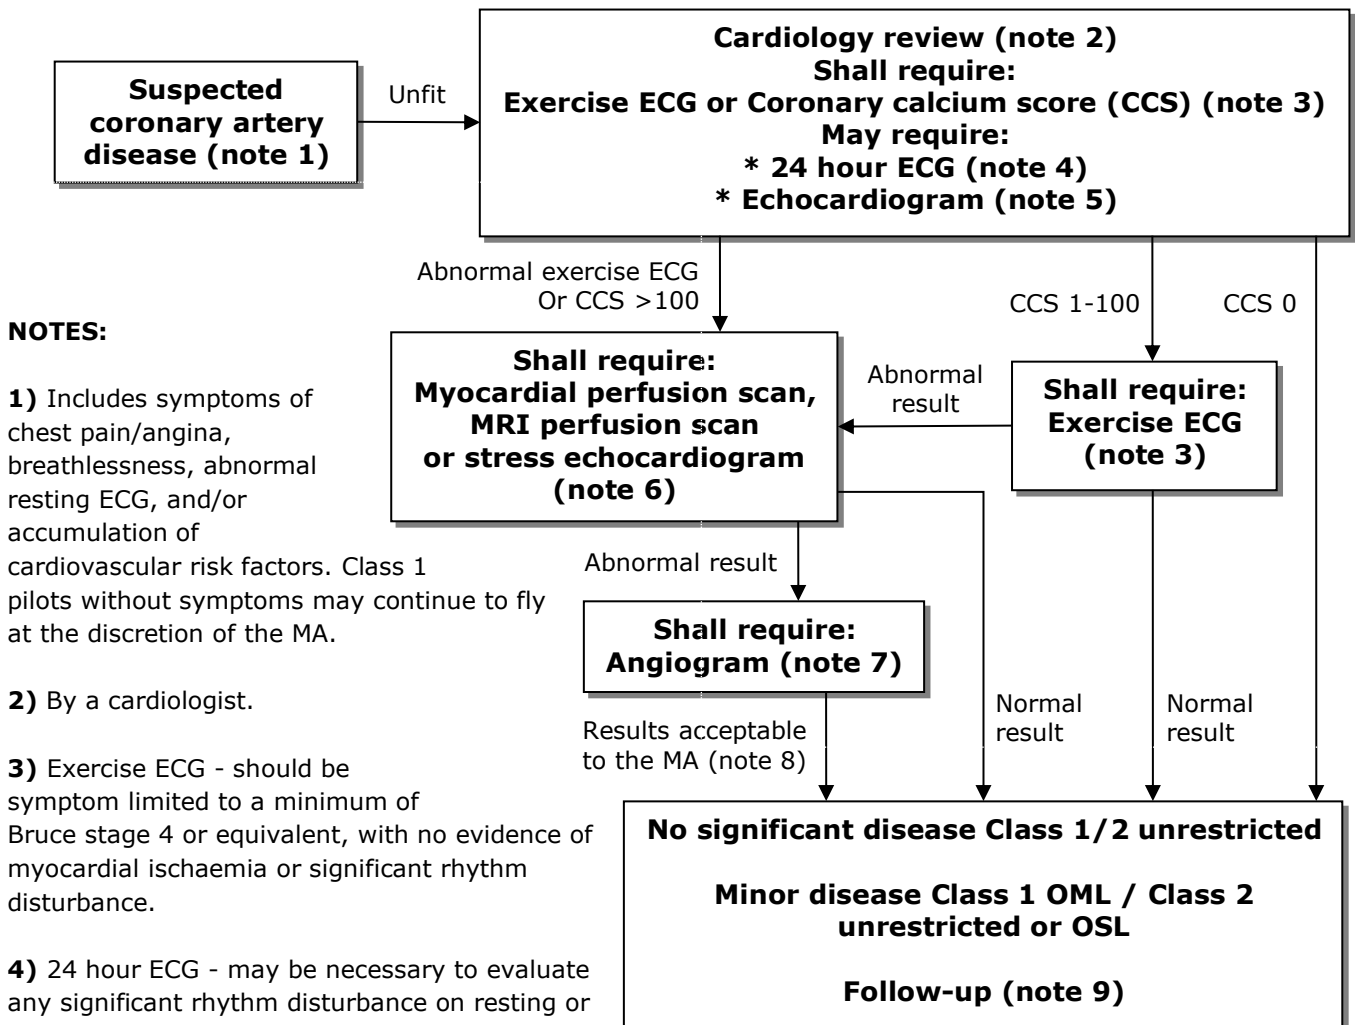 Suspected
coronary artery
disease (note 1)
Unfit
Cardiology review (note 2)
Shall require:
Exercise ECG or Coronary calcium score (CCS) (note 3)
May require:
* 24 hour ECG (note 4)
* Echocardiogram (note 5)
Abnormal exercise ECG
Or CCS >100
CCS 1-100
CCS 0
Shall require:
Myocardial perfusion scan,
MRI perfusion scan
or stress echocardiogram
(note 6)
Abnormal
result
Shall require:
Exercise ECG
(note 3)
Abnormal result
Shall require:
Angiogram (note 7)
Results acceptable
to the MA (note 8)
Normal
result
Normal
result
No significant disease Class 1/2 unrestricted
Minor disease Class 1 OML / Class 2
unrestricted or OSL
Follow-up (note 9)
NOTES:
1) Includes symptoms of
chest pain/angina,
breathlessness, abnormal
resting ECG, and/or
accumulation of
cardiovascular risk factors. Class 1
pilots without symptoms may continue to fly
at the discretion of the MA.
2) By a cardiologist.
3) Exercise ECG - should be
symptom limited to a minimum of
Bruce stage 4 or equivalent, with no evidence of
myocardial ischaemia or significant rhythm
disturbance.
4) 24 hour ECG - may be necessary to evaluate
any significant rhythm disturbance on resting or